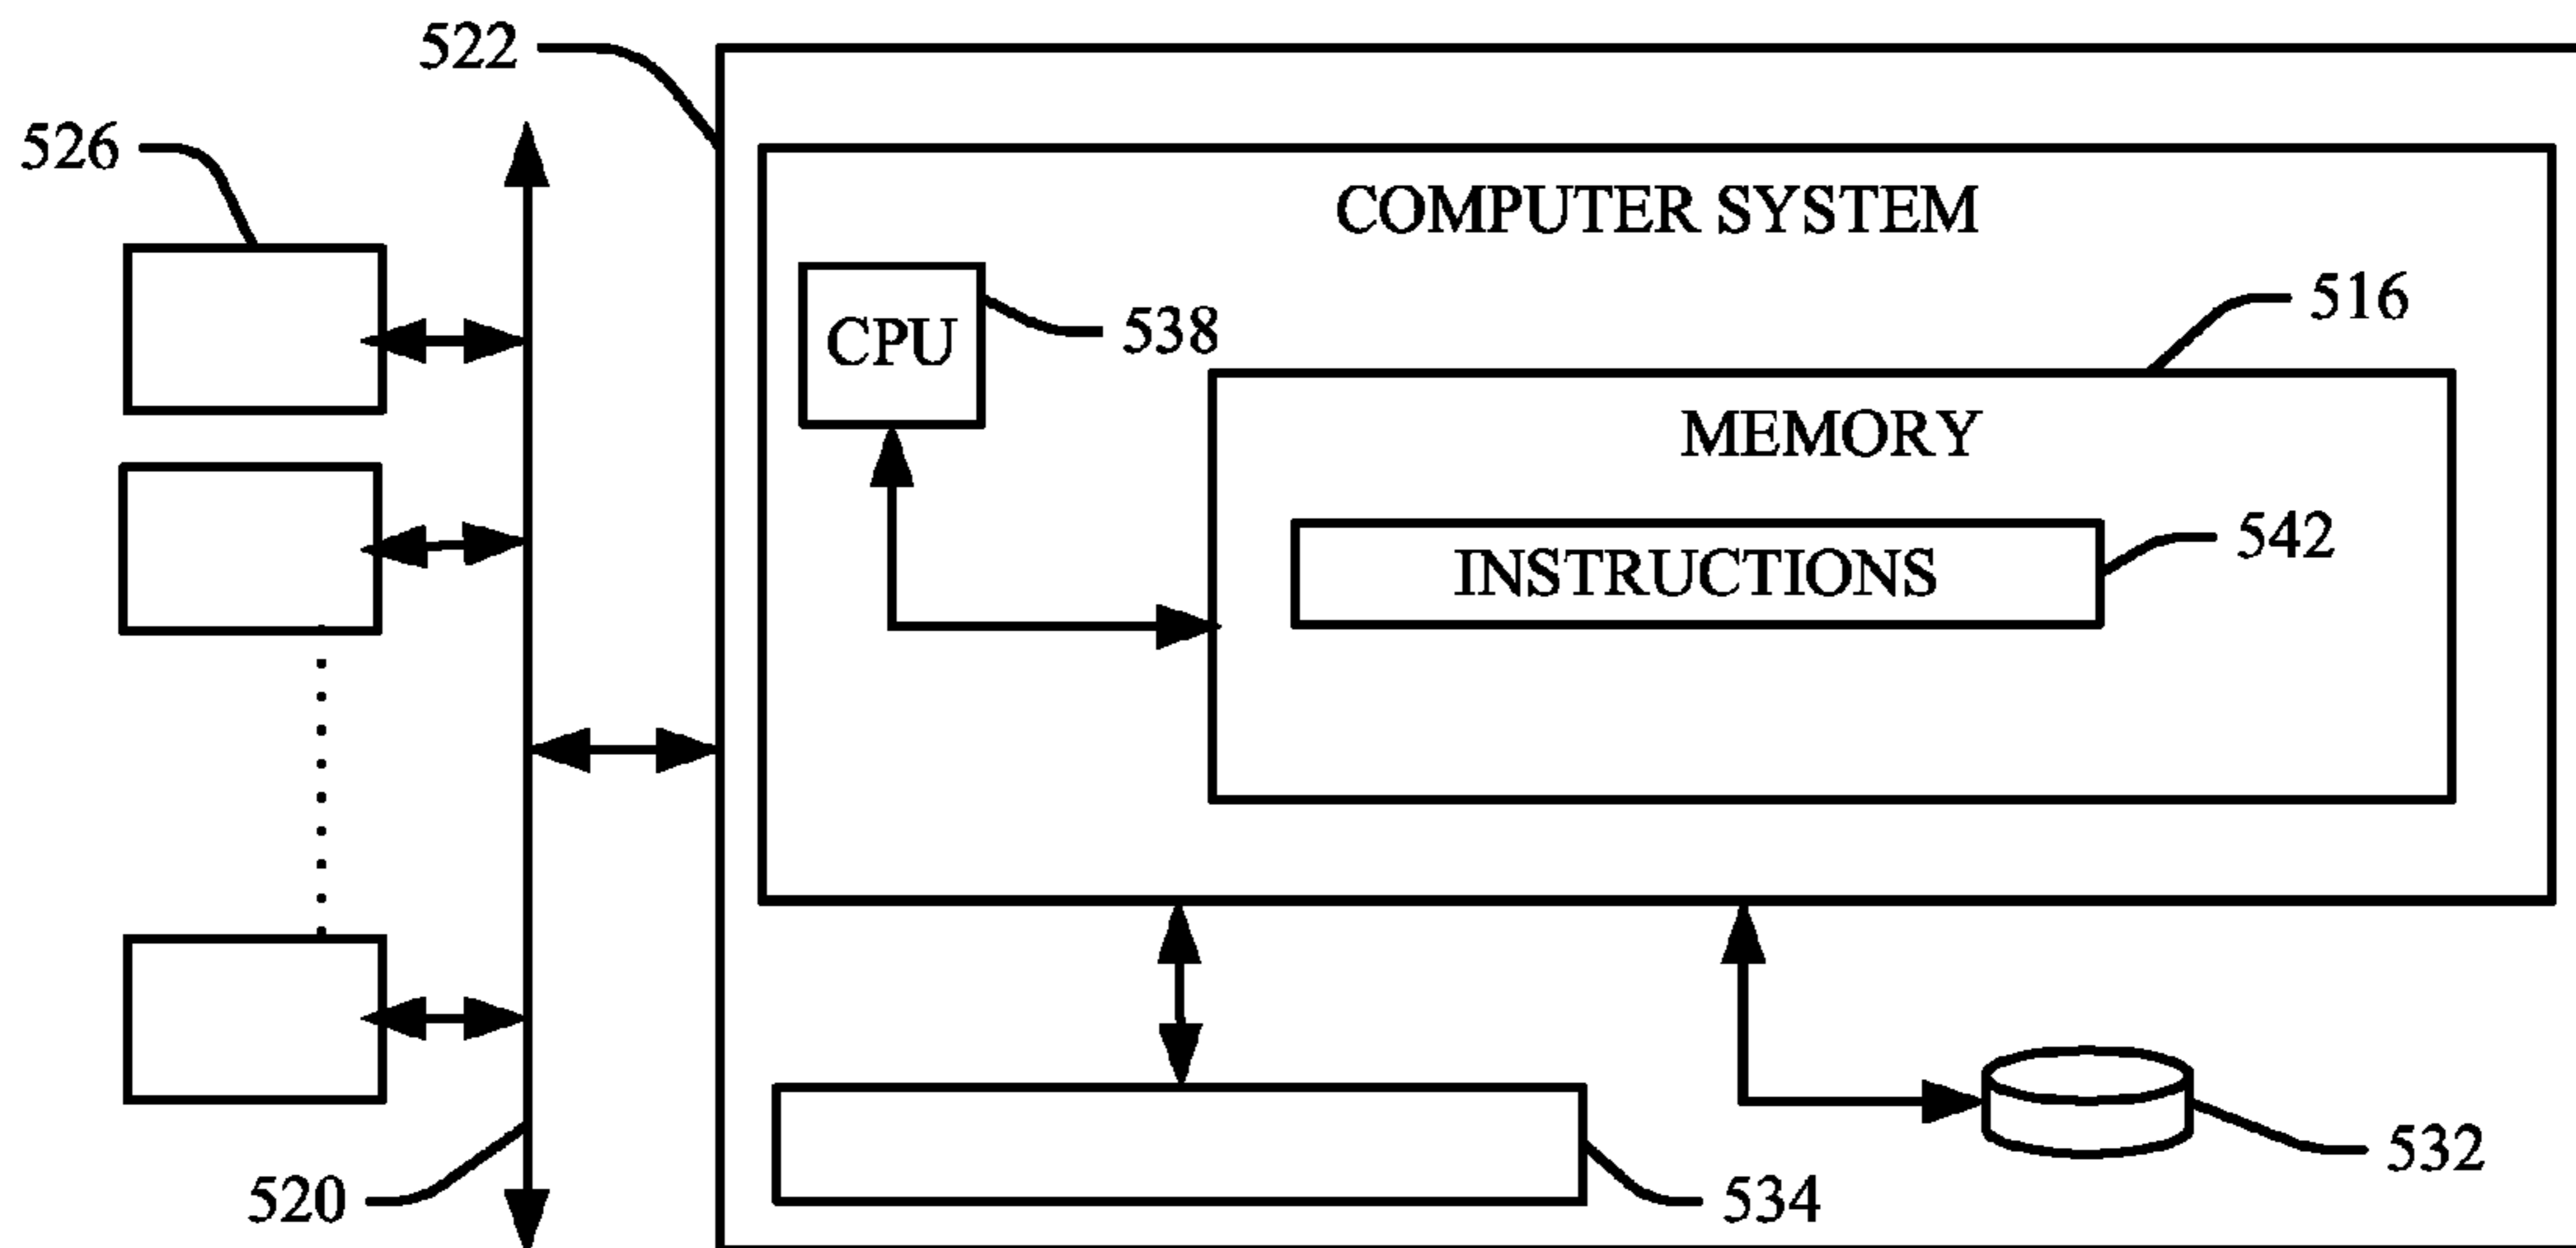 522
526
COMPUTER SYSTEM
516
CPU
538
MEMORY
542
INSTRUCTIONS
532
520
534